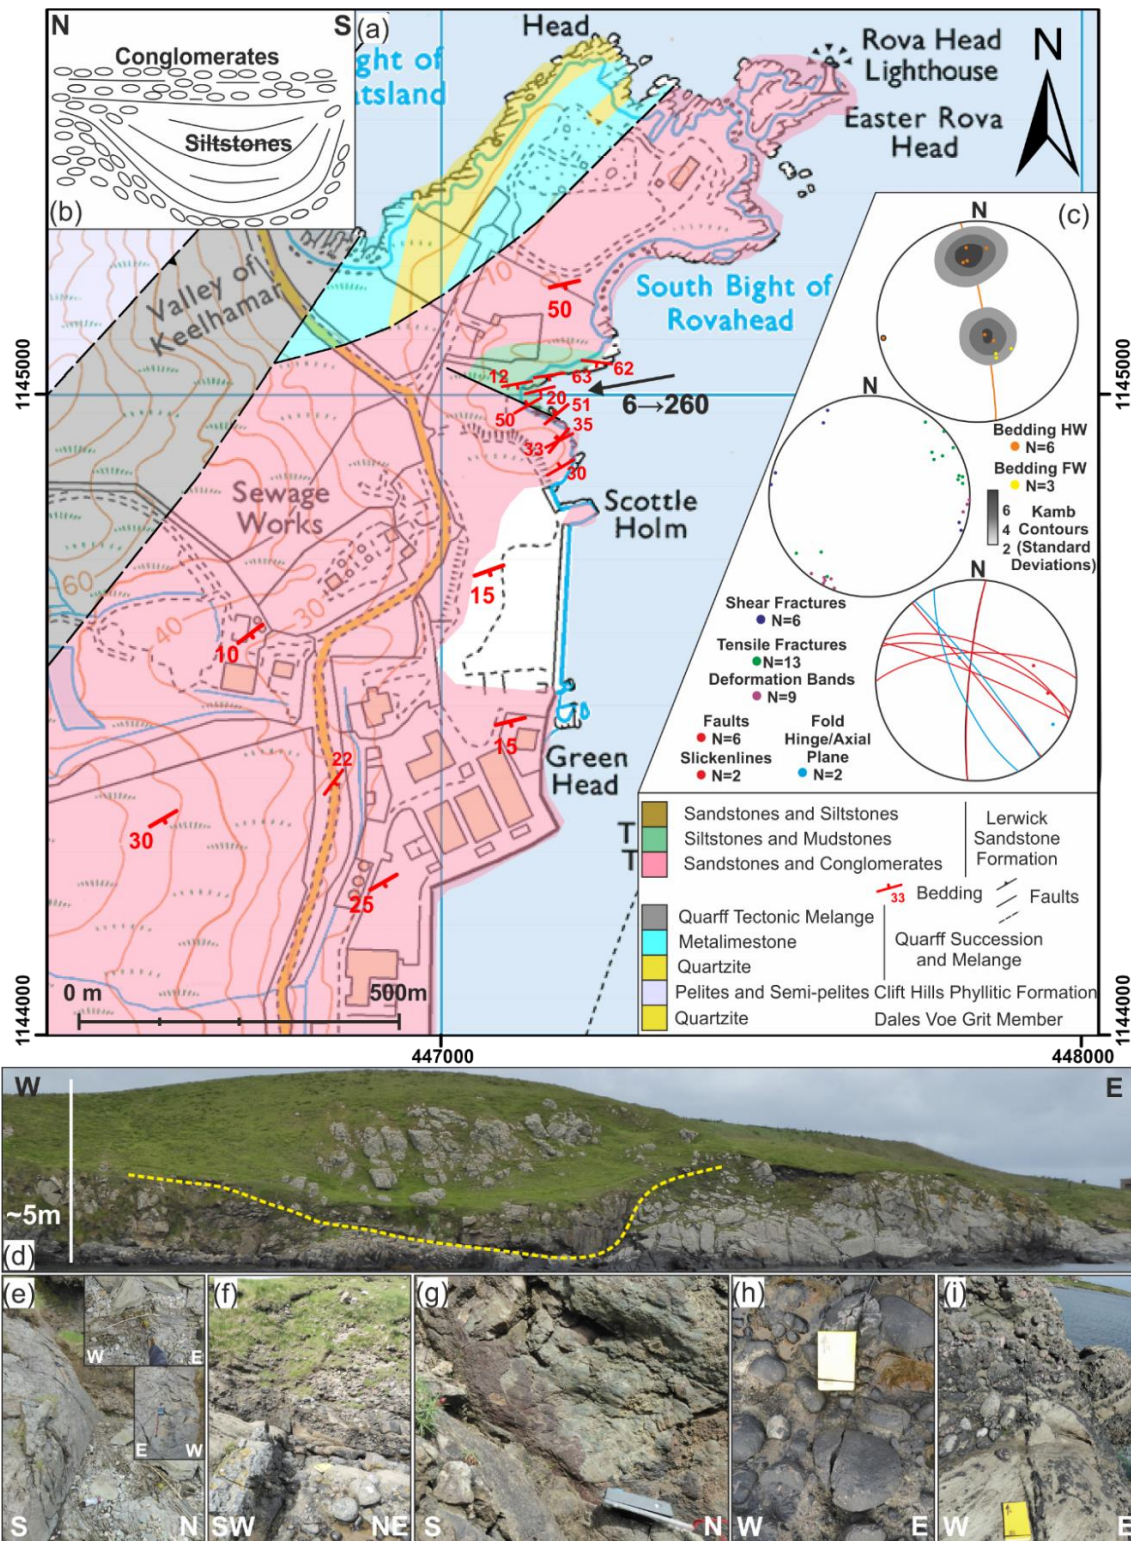 N
S
(a)
Conglomerates
Siltstones
(b)
Head
ght of
atsland
Rova Head
Lighthouse
Easter Rova
Head
N
Valley of
Keelhamar
10
South Bight of
Rovahead
50
12
63
62
20
6→260
50
51
35
33
30
Scottle
Holm
Sewage
Works
60
40
30
15
10
15
Green
Head
22
30
25
T
T
0 m
500m
1145000
1145000
1144000
1144000
447000
448000
N
(c)
Bedding HW
N=6
Bedding FW
N=3
6
4
2
Kamb
Contours
(Standard
Deviations)
N
Shear Fractures
N=6
Tensile Fractures
N=13
Deformation Bands
N=9
N
Faults
N=6
Slickenlines
N=2
Fold
Hinge/Axial
Plane
N=2
Sandstones and Siltstones
Siltstones and Mudstones
Sandstones and Conglomerates
Lerwick
Sandstone
Formation
33 Bedding
Faults
Quarff Tectonic Melange
Metalimestone
Quartzite
Quarff Succession
and Melange
Pelites and Semi-pelites Clift Hills Phyllitic Formation
Quartzite Dales Voe Grit Member
W
E
~5m
(d)
(e)
W
E
E
W
S
N
(f)
SW
NE
(g)
S
N
(h)
W
E
(i)
W
E